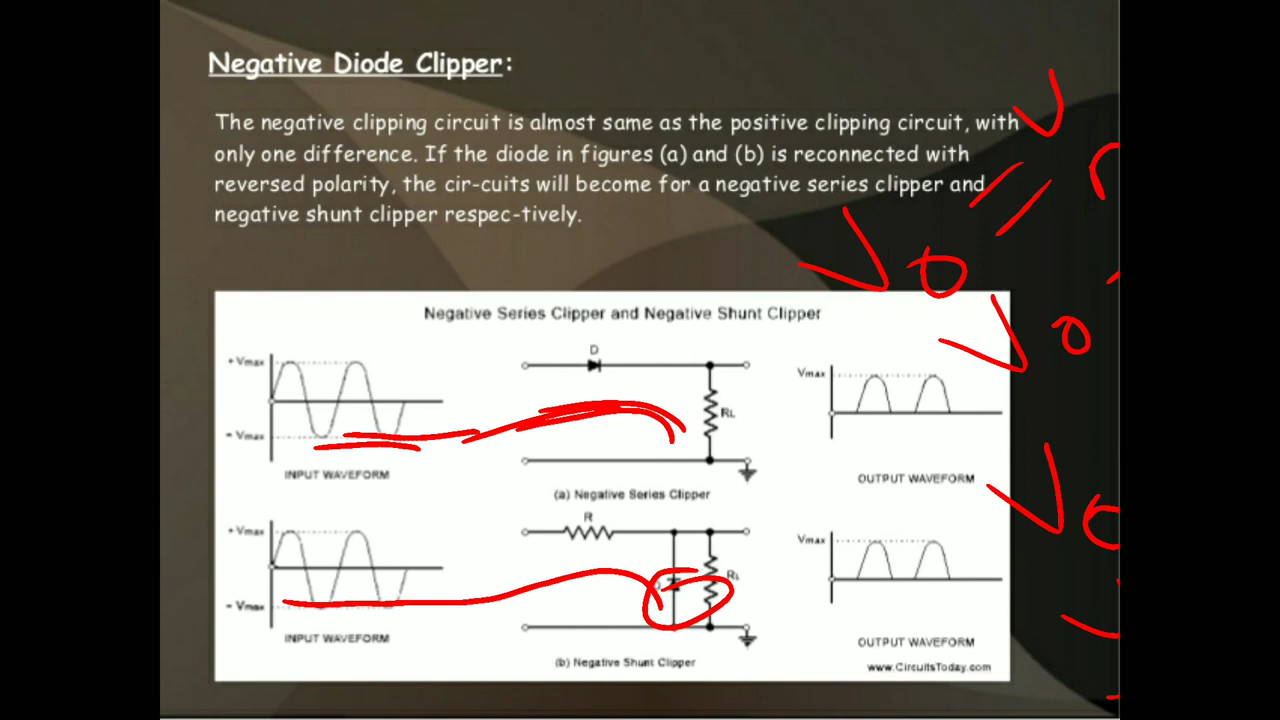 Negative Diode Clipper:
The negative clipping circuit is almost same as the positive clipping circuit, with
only one difference. If the diode in figures (a) and (b) is reconnected with
reversed polarity, the cir-cuits will become for a negative series clipper and
negative shunt clipper respec-tively.
Negative Series Clipper and Negative Shunt Clipper
+ Vmax
- Vmax
INPUT WAVEFORM
D
RL
(a) Negative Series Clipper
Vmax
OUTPUT WAVEFORM
+ Vmax
- Vmax
INPUT WAVEFORM
R
RL
(b) Negative Shunt Clipper
Vmax
OUTPUT WAVEFORM
www.CircuitsToday.com
Vo = V
Vo
Vo